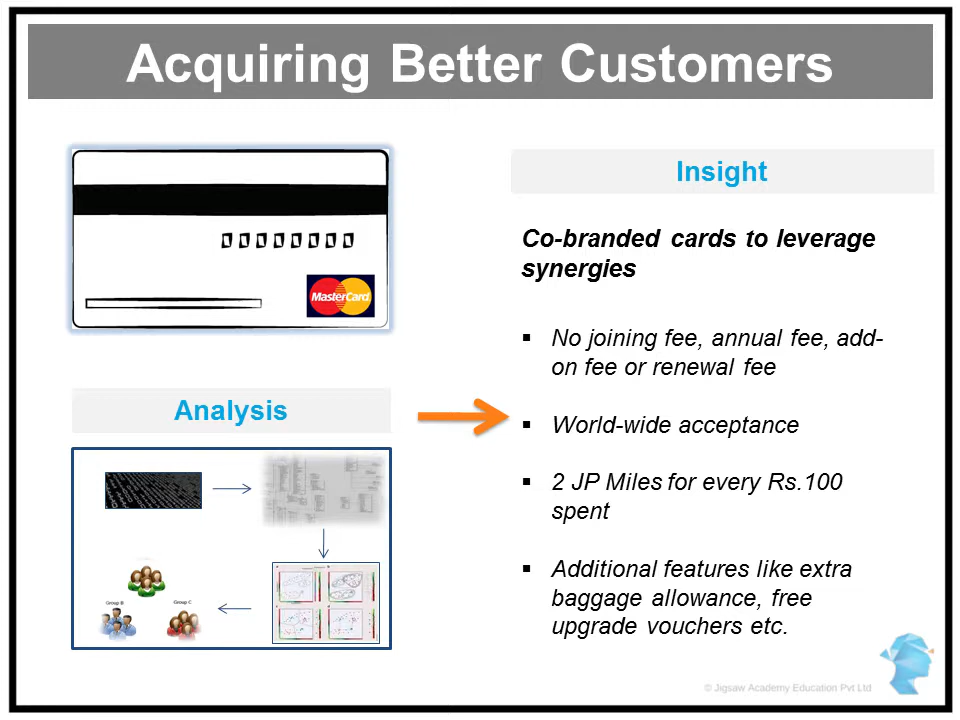 Acquiring Better Customers
MasterCard
Analysis
Group B
Group C
Insight
Co-branded cards to leverage
synergies
▪ No joining fee, annual fee, add-
on fee or renewal fee
▪ World-wide acceptance
▪ 2 JP Miles for every Rs.100
spent
▪ Additional features like extra
baggage allowance, free
upgrade vouchers etc.
© Jigsaw Academy Education Pvt Ltd